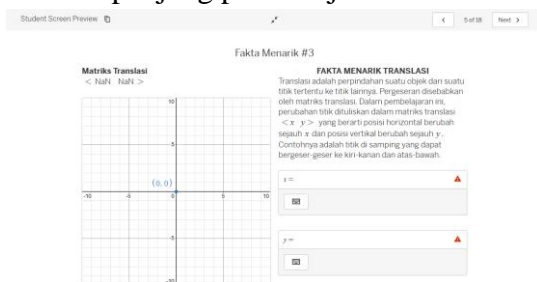 Student Screen Preview
5 of 18 Next >
Fakta Menarik #3
Matriks Translasi
< NaN NaN >
10
5
(0,0)
-10 -5 0 5 10
-5
-10
FAKTA MENARIK TRANSLASI
Translasi adalah perpindahan suatu objek dari suatu
titik tertentu ke titik lainnya. Pergeseran disebabkan
oleh matriks translasi. Dalam pembelajaran ini,
perubahan titik dituliskan dalam matriks translasi
< x y > yang berarti posisi horizontal berubah
sejauh x dan posisi vertikal berubah sejauh y.
Contohnya adalah titik di samping yang dapat
bergeser-geser ke kiri-kanan dan atas-bawah.
x =
y =